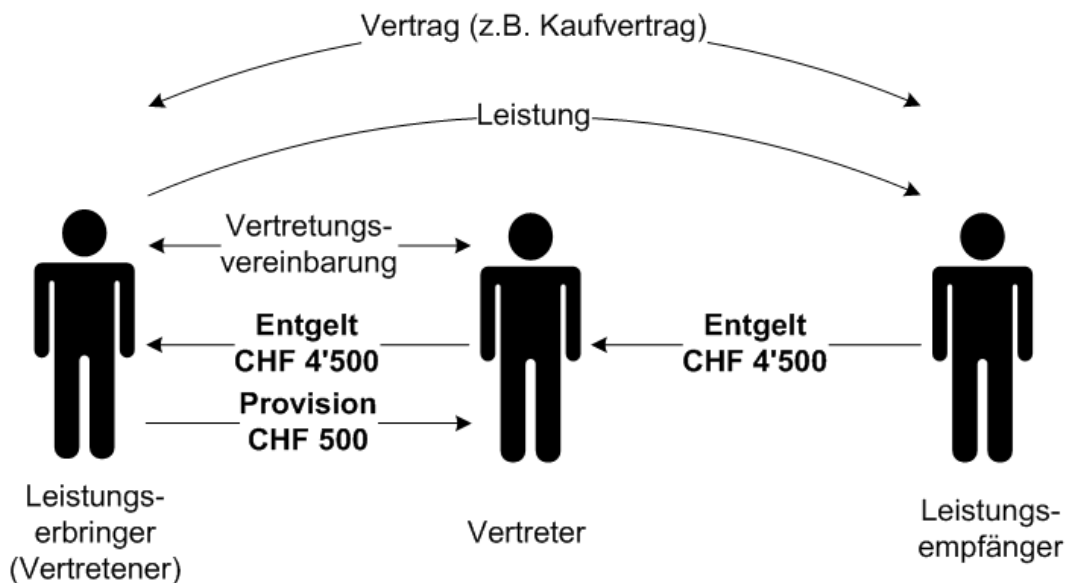 Vertrag (z.B. Kaufvertrag)
Leistung
Vertretungs-
vereinbarung
Entgelt
CHF 4'500
Entgelt
CHF 4'500
Provision
CHF 500
Leistungs-
erbringer
(Vertretener)
Vertreter
Leistungs-
empfänger